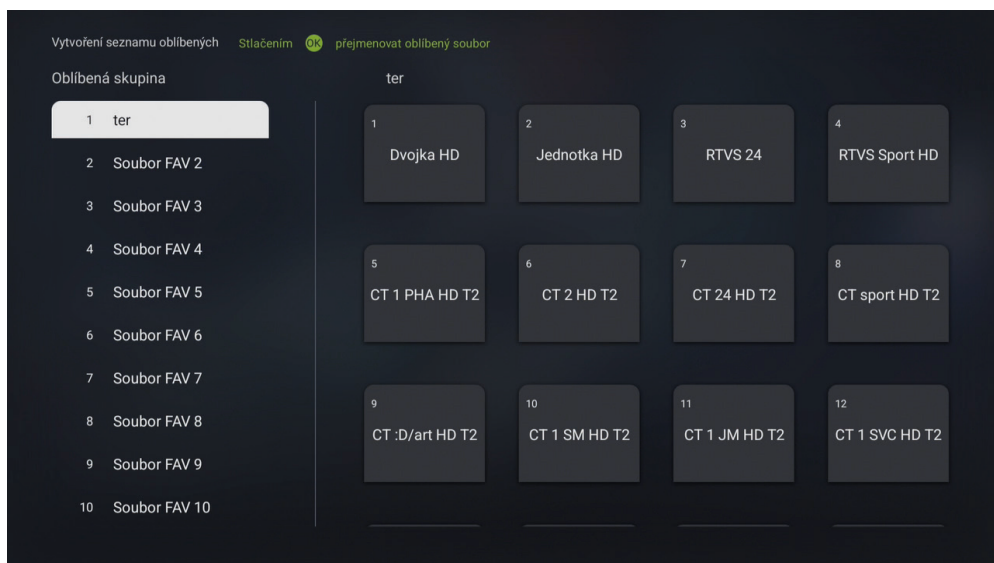 Vytvoření seznamu oblíbených Stlačením OK přejmenovat oblíbený soubor
Oblíbená skupina
1 ter
2 Soubor FAV 2
3 Soubor FAV 3
4 Soubor FAV 4
5 Soubor FAV 5
6 Soubor FAV 6
7 Soubor FAV 7
8 Soubor FAV 8
9 Soubor FAV 9
10 Soubor FAV 10
ter
1
Dvojka HD
2
Jednotka HD
3
RTVS 24
4
RTVS Sport HD
5
CT 1 PHA HD T2
6
CT 2 HD T2
7
CT 24 HD T2
8
CT sport HD T2
9
CT :D/art HD T2
10
CT 1 SM HD T2
11
CT 1 JM HD T2
12
CT 1 SVC HD T2